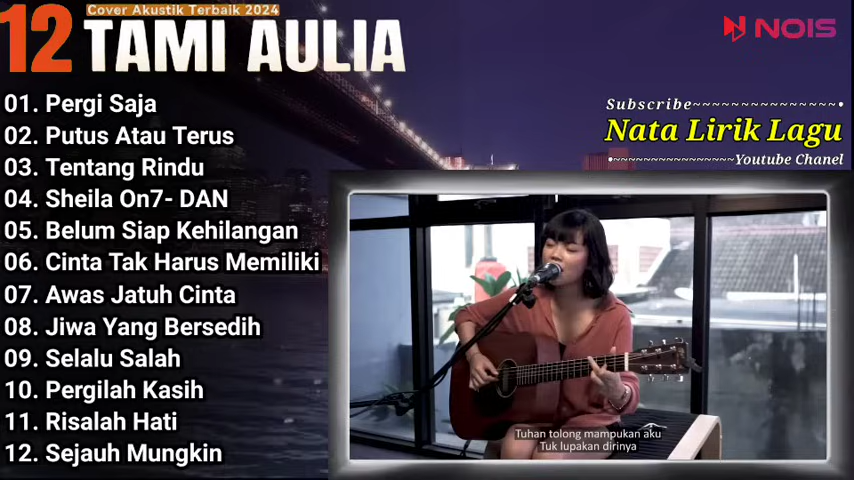 Cover Akustik Terbaik 2024
12 TAMI AULIA
NOIS
01. Pergi Saja
02. Putus Atau Terus
03. Tentang Rindu
04. Sheila On7- DAN
05. Belum Siap Kehilangan
06. Cinta Tak Harus Memiliki
07. Awas Jatuh Cinta
08. Jiwa Yang Bersedih
09. Selalu Salah
10. Pergilah Kasih
11. Risalah Hati
12. Sejauh Mungkin
Subscribe~~~~~~~~~~~~~~~•
Nata Lirik Lagu
•~~~~~~~~~~~~~~~~Youtube Chanel
Tuhan tolong mampukan aku
Tuk lupakan dirinya